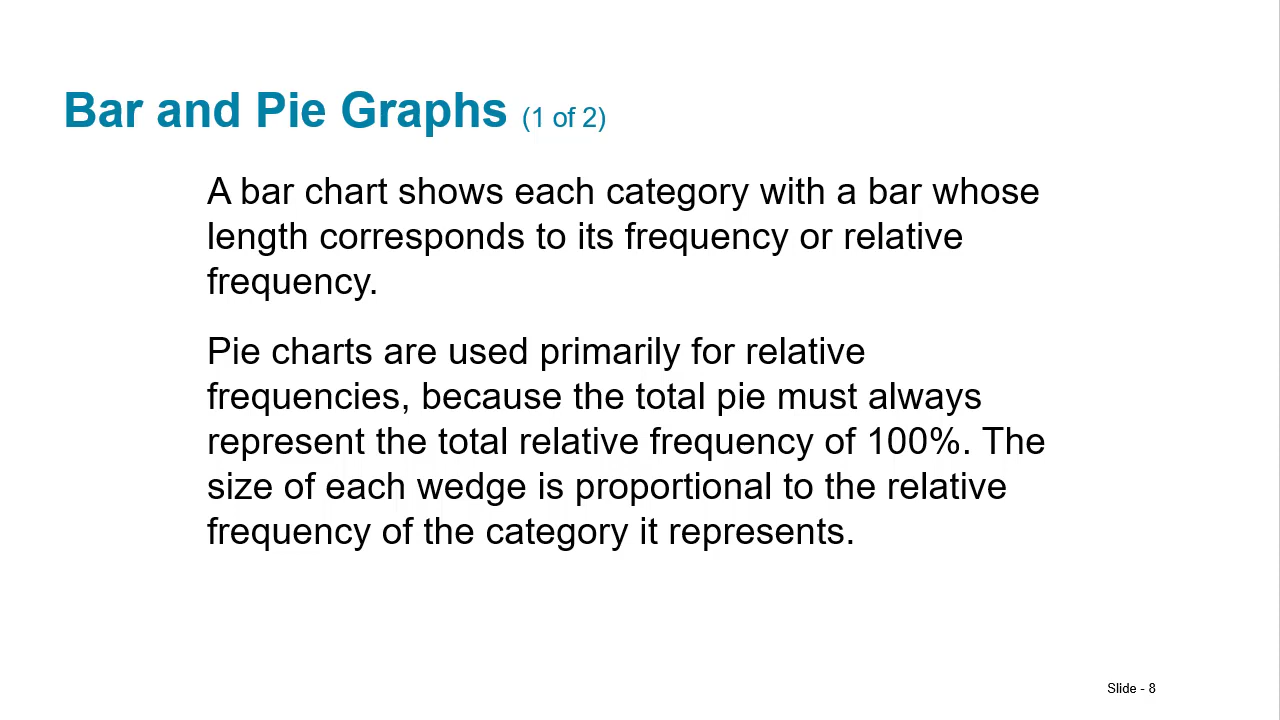 Bar and Pie Graphs (1 of 2)
A bar chart shows each category with a bar whose
length corresponds to its frequency or relative
frequency.
Pie charts are used primarily for relative
frequencies, because the total pie must always
represent the total relative frequency of 100%. The
size of each wedge is proportional to the relative
frequency of the category it represents.
Slide - 8